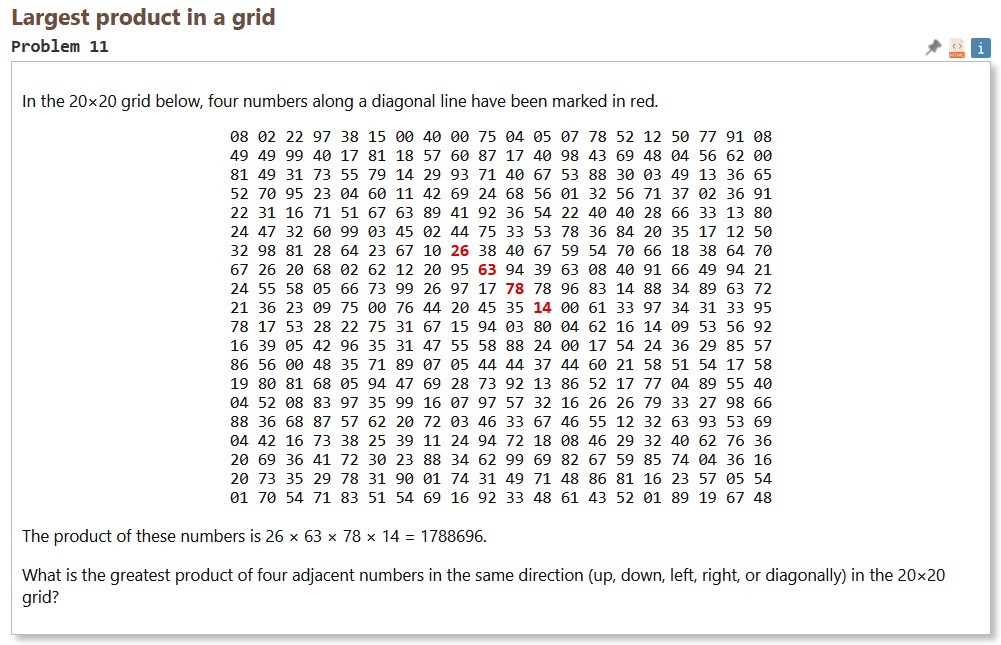 Largest product in a grid
Problem 11
HTML
i
In the 20×20 grid below, four numbers along a diagonal line have been marked in red.
08 02 22 97 38 15 00 40 00 75 04 05 07 78 52 12 50 77 91 08
49 49 99 40 17 81 18 57 60 87 17 40 98 43 69 48 04 56 62 00
81 49 31 73 55 79 14 29 93 71 40 67 53 88 30 03 49 13 36 65
52 70 95 23 04 60 11 42 69 24 68 56 01 32 56 71 37 02 36 91
22 31 16 71 51 67 63 89 41 92 36 54 22 40 40 28 66 33 13 80
24 47 32 60 99 03 45 02 44 75 33 53 78 36 84 20 35 17 12 50
32 98 81 28 64 23 67 10 26 38 40 67 59 54 70 66 18 38 64 70
67 26 20 68 02 62 12 20 95 63 94 39 63 08 40 91 66 49 94 21
24 55 58 05 66 73 99 26 97 17 78 78 96 83 14 88 34 89 63 72
21 36 23 09 75 00 76 44 20 45 35 14 00 61 33 97 34 31 33 95
78 17 53 28 22 75 31 67 15 94 03 80 04 62 16 14 09 53 56 92
16 39 05 42 96 35 31 47 55 58 88 24 00 17 54 24 36 29 85 57
86 56 00 48 35 71 89 07 05 44 44 37 44 60 21 58 51 54 17 58
19 80 81 68 05 94 47 69 28 73 92 13 86 52 17 77 04 89 55 40
04 52 08 83 97 35 99 16 07 97 57 32 16 26 26 79 33 27 98 66
88 36 68 87 57 62 20 72 03 46 33 67 46 55 12 32 63 93 53 69
04 42 16 73 38 25 39 11 24 94 72 18 08 46 29 32 40 62 76 36
20 69 36 41 72 30 23 88 34 62 99 69 82 67 59 85 74 04 36 16
20 73 35 29 78 31 90 01 74 31 49 71 48 86 81 16 23 57 05 54
01 70 54 71 83 51 54 69 16 92 33 48 61 43 52 01 89 19 67 48
The product of these numbers is 26 × 63 × 78 × 14 = 1788696.
What is the greatest product of four adjacent numbers in the same direction (up, down, left, right, or diagonally) in the 20×20
grid?